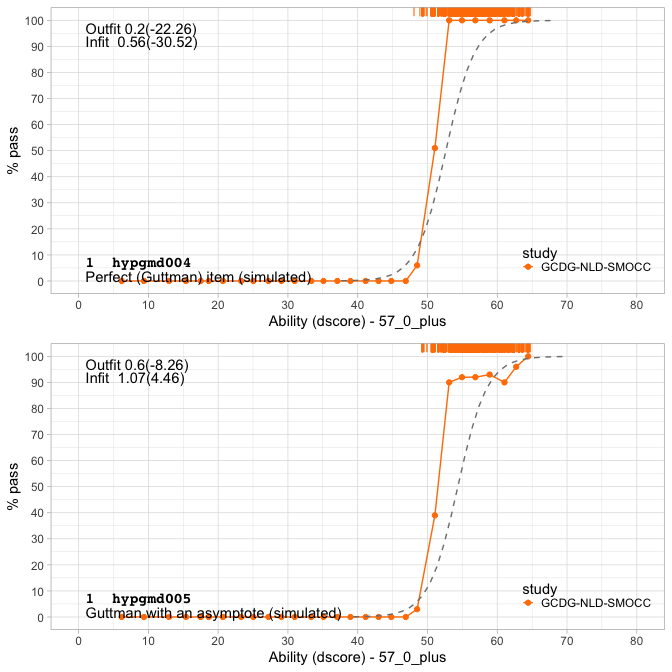 100
90
80
70
60
50
40
30
20
10
0
% pass
Outfit 0.2(-22.26)
Infit  0.56(-30.52)
1  hypgmd004
Perfect (Guttman) item (simulated)
study
GCDG-NLD-SMOCC
0 10 20 30 40 50 60 70 80
Ability (dscore) - 57_0_plus
100
90
80
70
60
50
40
30
20
10
0
% pass
Outfit 0.6(-8.26)
Infit  1.07(4.46)
1  hypgmd005
Guttman with an asymptote (simulated)
study
GCDG-NLD-SMOCC
0 10 20 30 40 50 60 70 80
Ability (dscore) - 57_0_plus